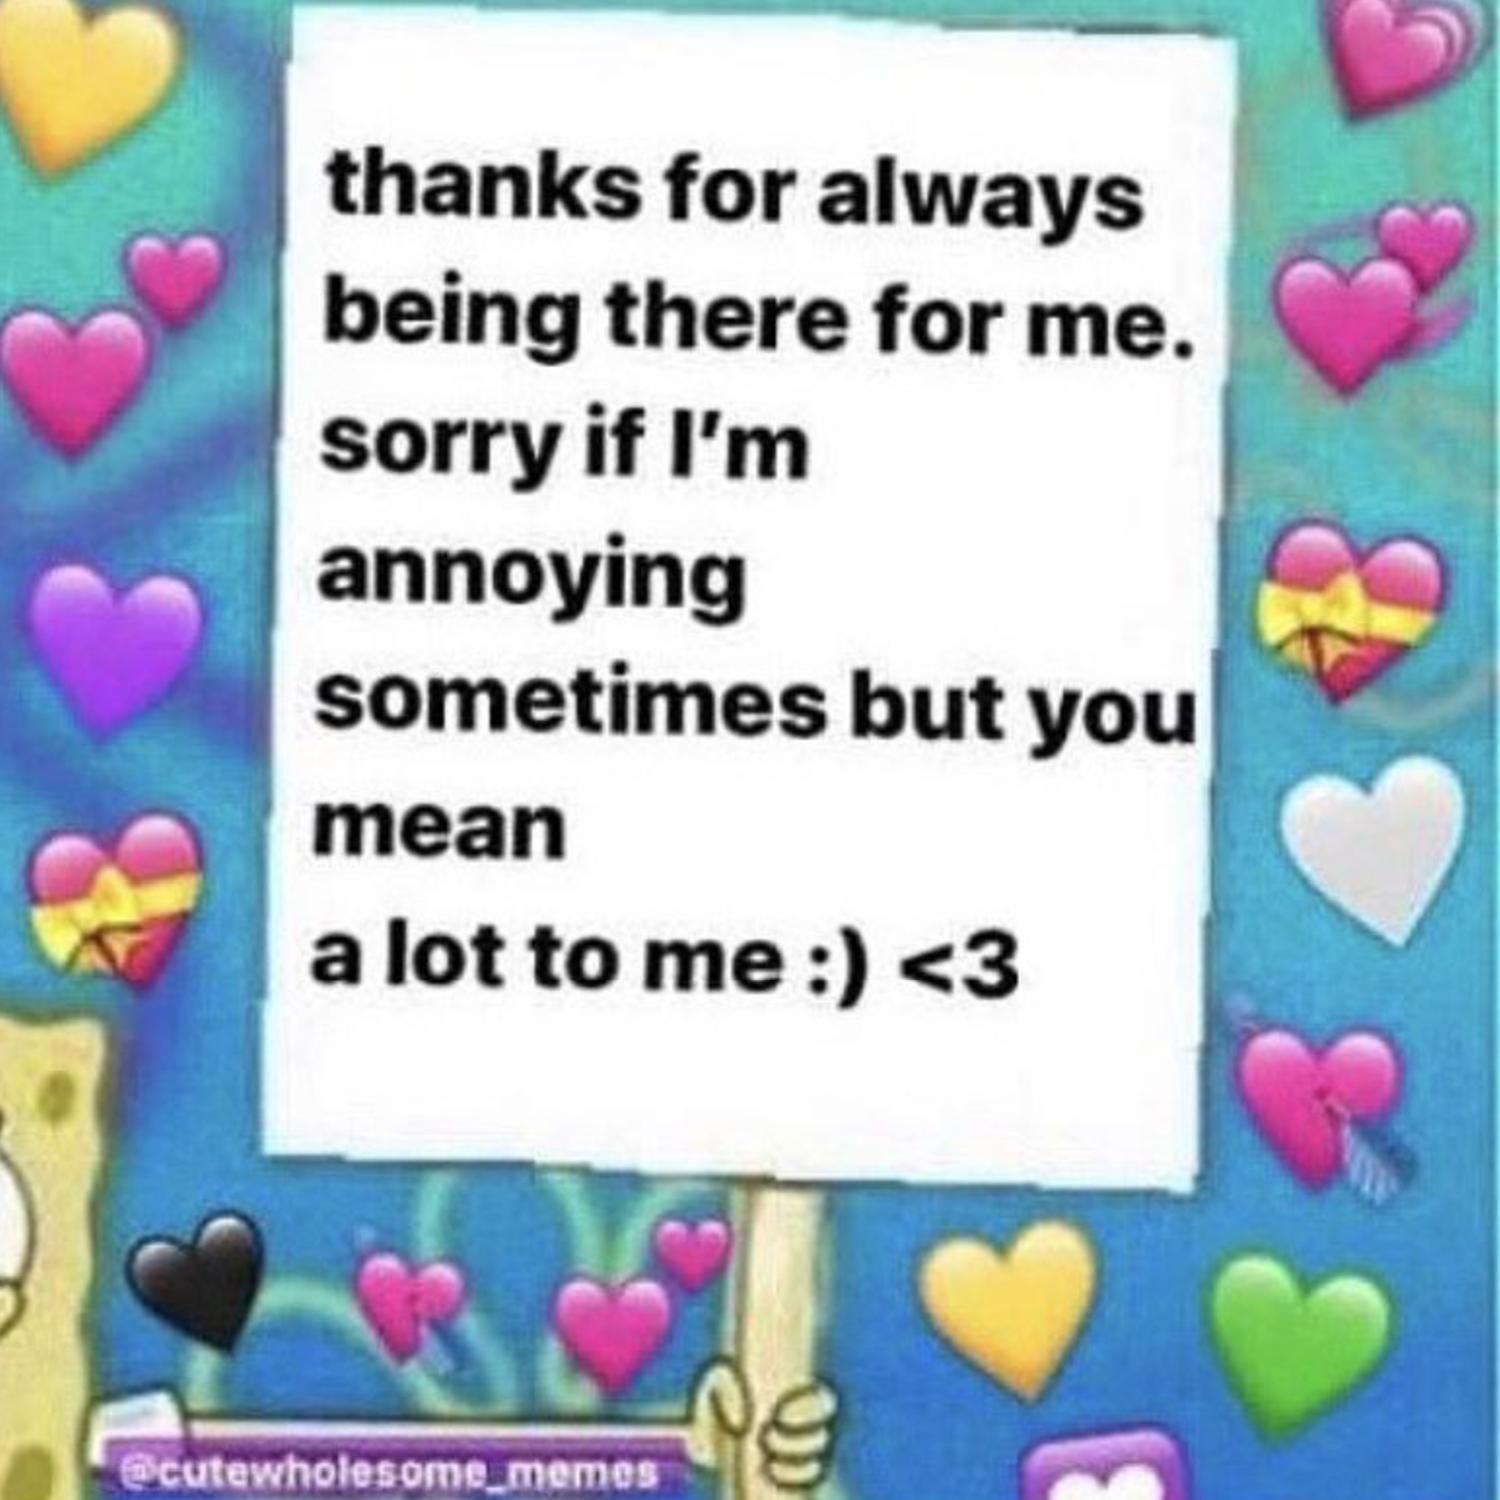 thanks for always
being there for me.
sorry if I’m
annoying
sometimes but you
mean
a lot to me :) <3
@cutewholesome_memes